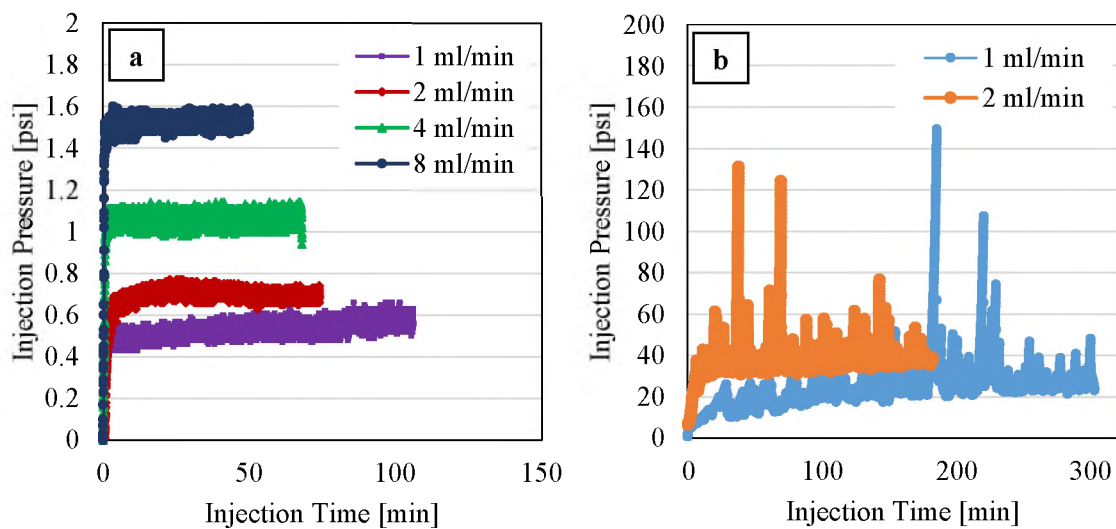 a
1 ml/min
2 ml/min
4 ml/min
8 ml/min
2
1.8
1.6
1.4
1.2
1
0.8
0.6
0.4
0.2
0
0
50
100
150
Injection Pressure [psi]
Injection Time [min]
b
1 ml/min
2 ml/min
200
180
160
140
120
100
80
60
40
20
0
0
100
200
300
Injection Pressure [psi]
Injection Time [min]